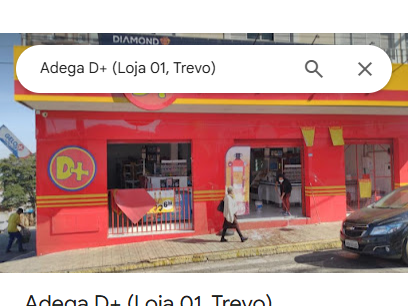 DIAMOND
Adega D+ (Loja 01, Trevo)
D+
Adega D+ (Loja 01, Trevo)